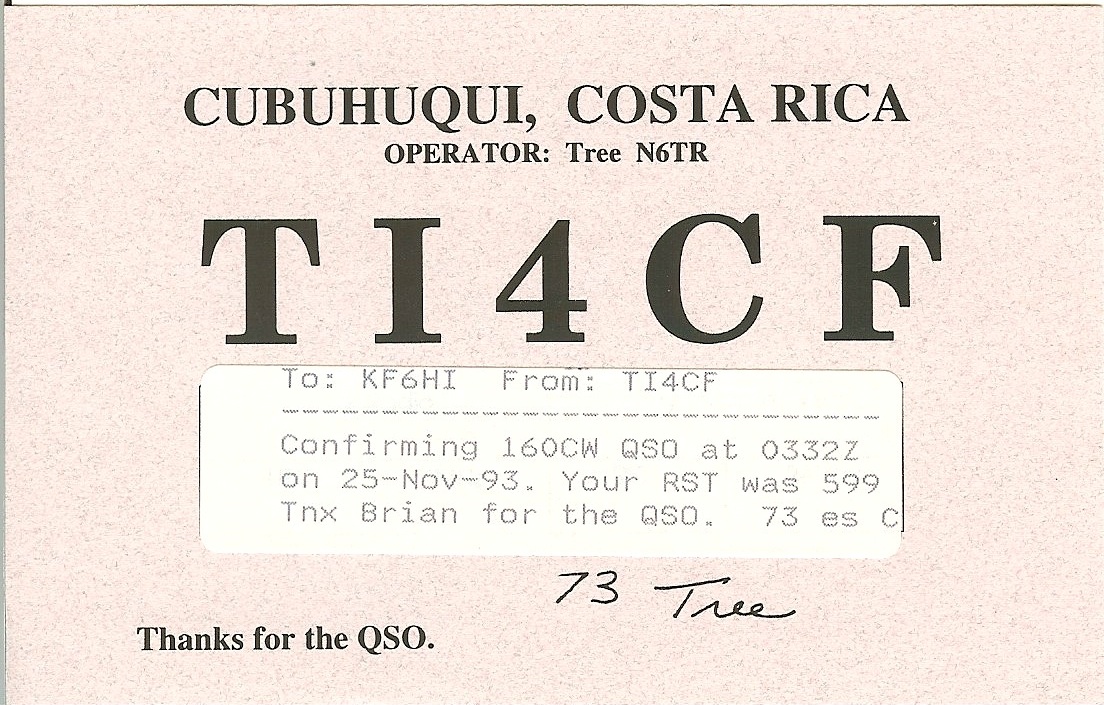 CUBUHUQUI, COSTA RICA
OPERATOR: Tree N6TR
TI4CF
To: KF6HI From: TI4CF
------------------------------
Confirming 160CW QSO at 0332Z
on 25-Nov-93. Your RST was 599
Tnx Brian for the QSO. 73 es C
73 Tree
Thanks for the QSO.